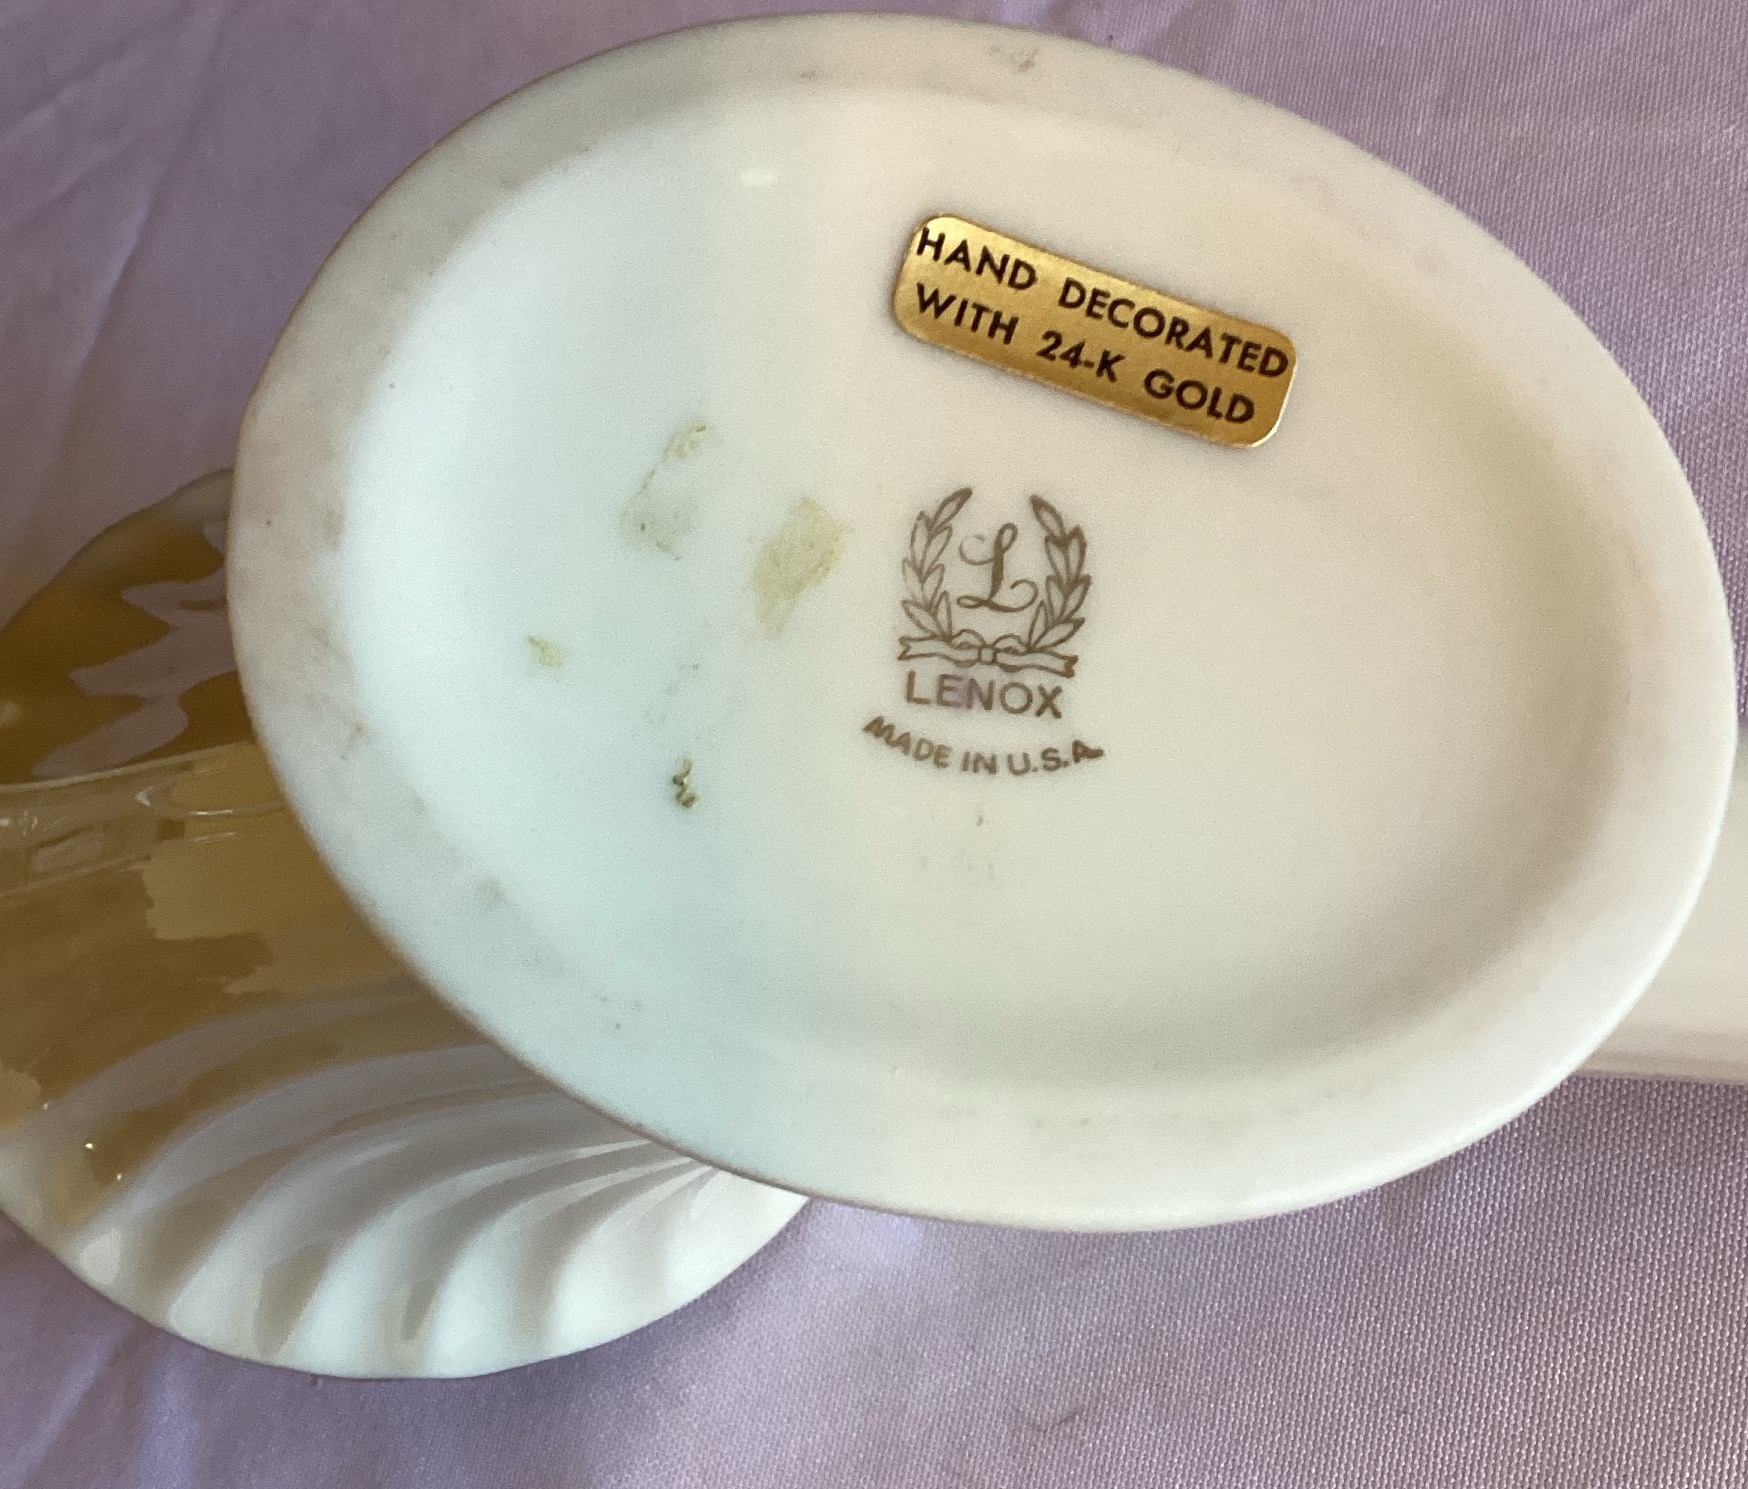 HAND DECORATED
WITH 24-K GOLD
L
LENOX
MADE IN U.S.A.